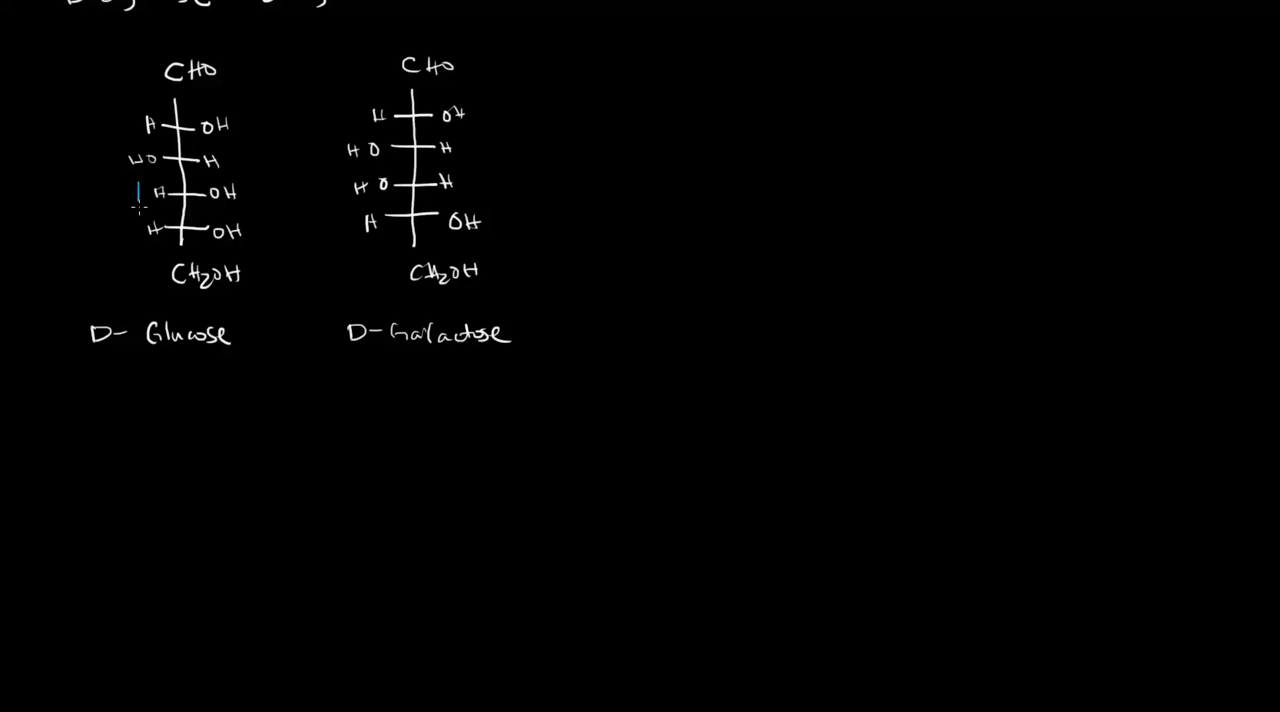 CHO CHO
H OH H OH
HO H HO H
H OH HO H
H OH H OH
CH2OH CH2OH
D- Glucose D-Galactose